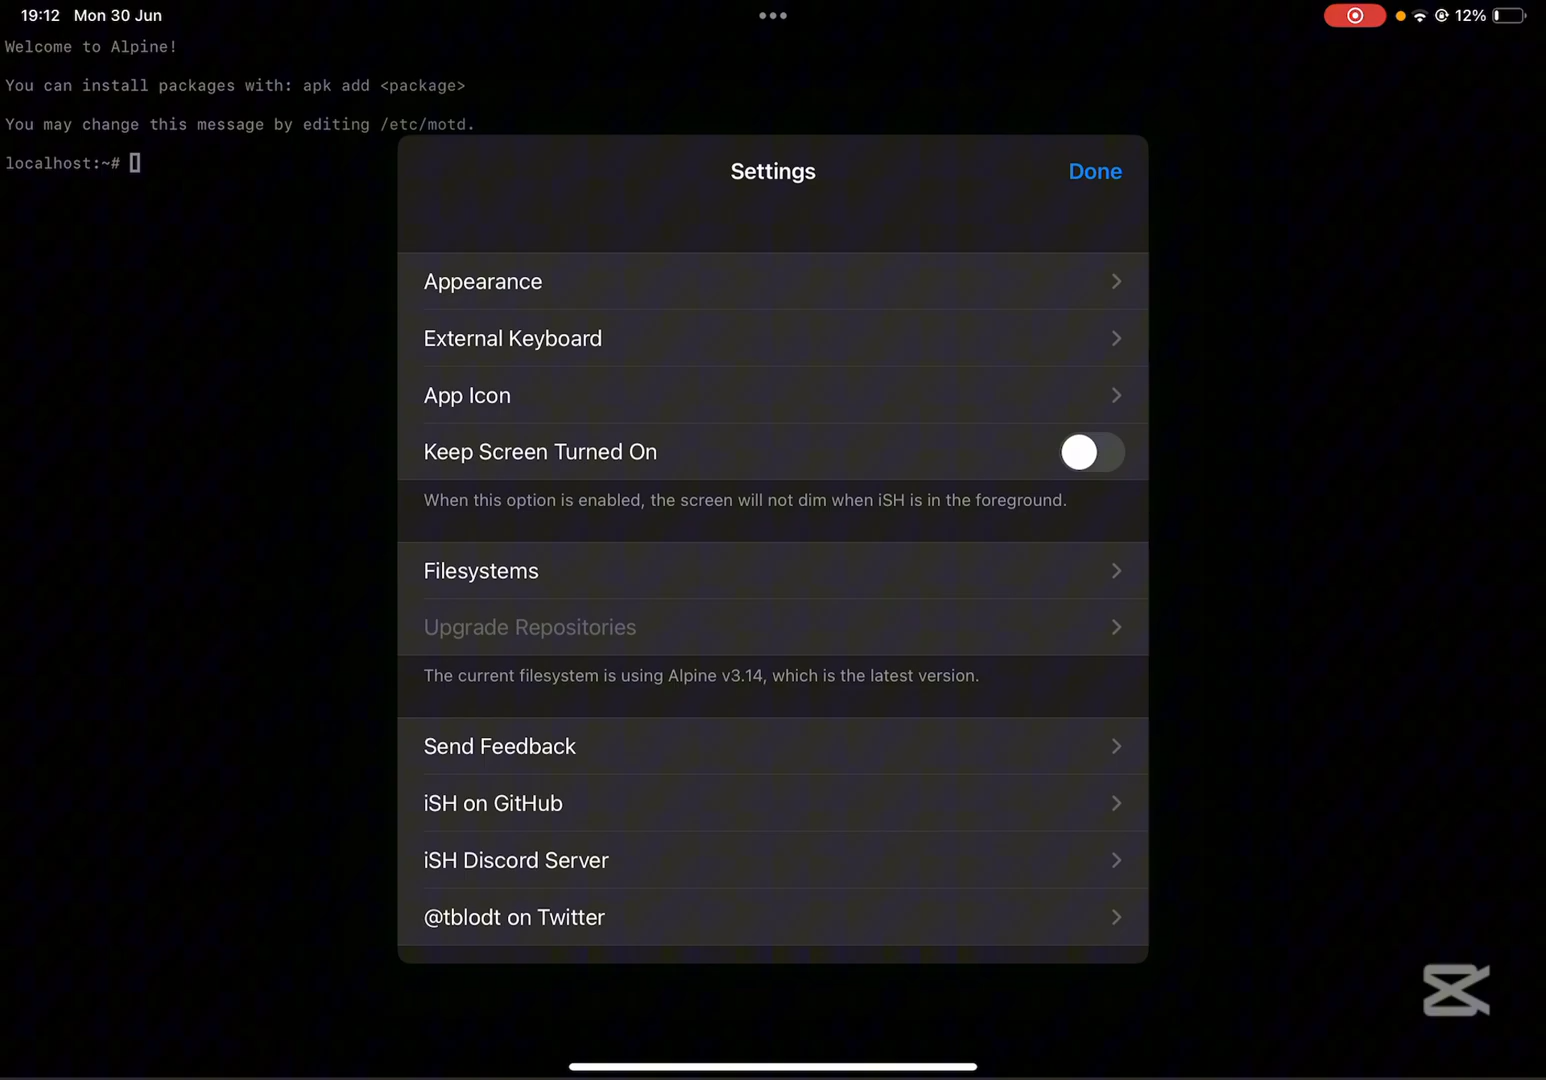 19:12 Mon 30 Jun
12%
Welcome to Alpine!
You can install packages with: apk add <package>
You may change this message by editing /etc/motd.
localhost:~#
Settings
Done
Appearance
External Keyboard
App Icon
Keep Screen Turned On
When this option is enabled, the screen will not dim when iSH is in the foreground.
Filesystems
Upgrade Repositories
The current filesystem is using Alpine v3.14, which is the latest version.
Send Feedback
iSH on GitHub
iSH Discord Server
@tblodt on Twitter